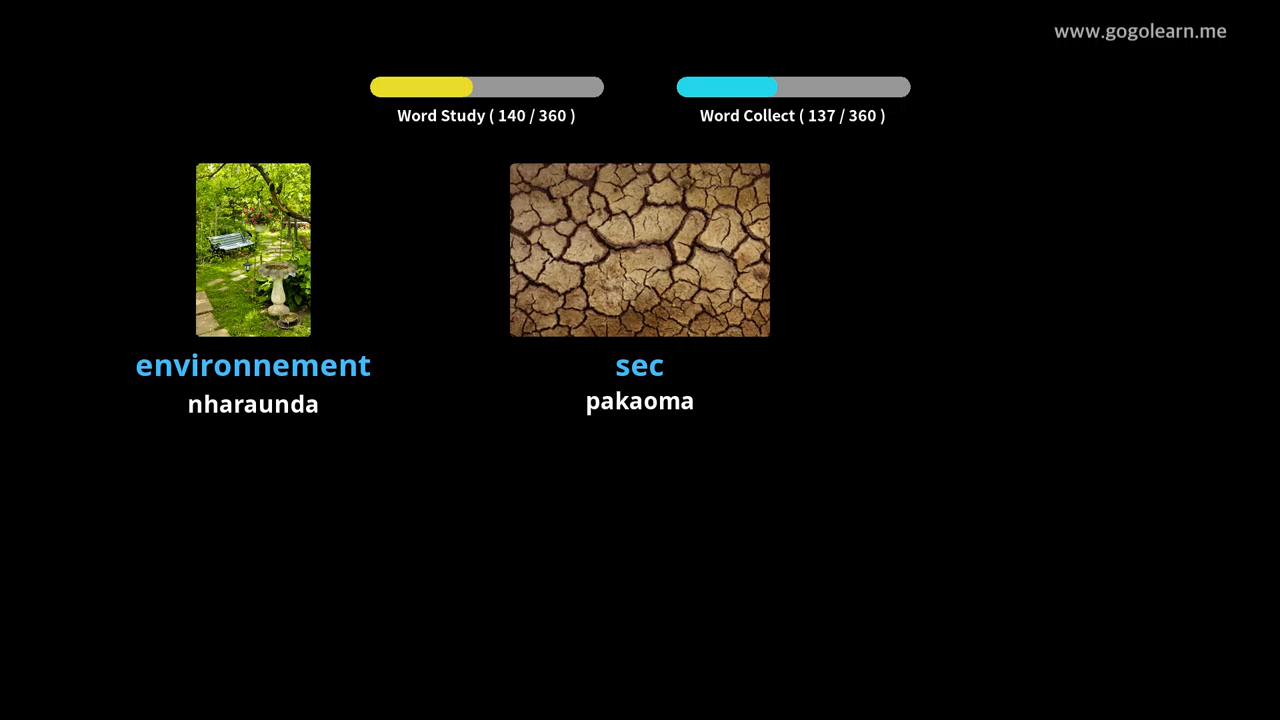 www.gogolearn.me
Word Study ( 140 / 360 )
Word Collect ( 137 / 360 )
environnement
nharaunda
sec
pakaoma